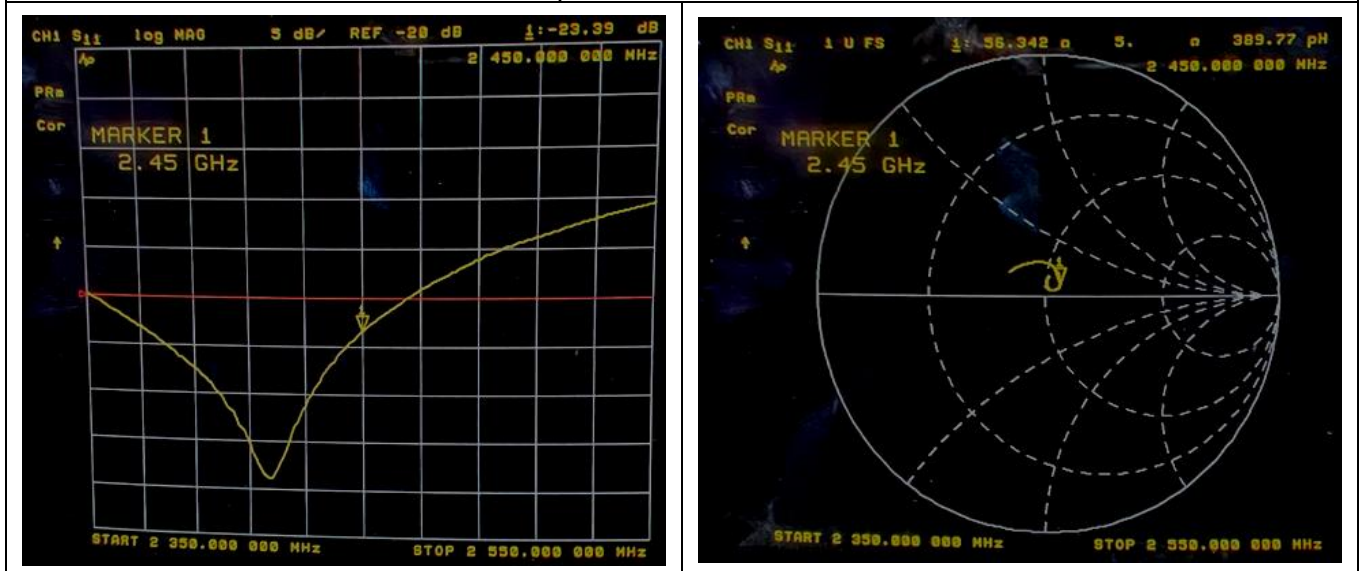 CH1 S11 log MAG 5 dB/ REF -20 dB 1:-23.39 dB
2 450.000 000 MHz
PRm
Cor
MARKER 1
2.45 GHz
START 2 350.000 000 MHz STOP 2 550.000 000 MHz
CH1 S11 1 U FS 1: 56.342 Ω 5. Ω 389.77 pH
2 450.000 000 MHz
PRm
Cor
MARKER 1
2.45 GHz
START 2 350.000 000 MHz STOP 2 550.000 000 MHz